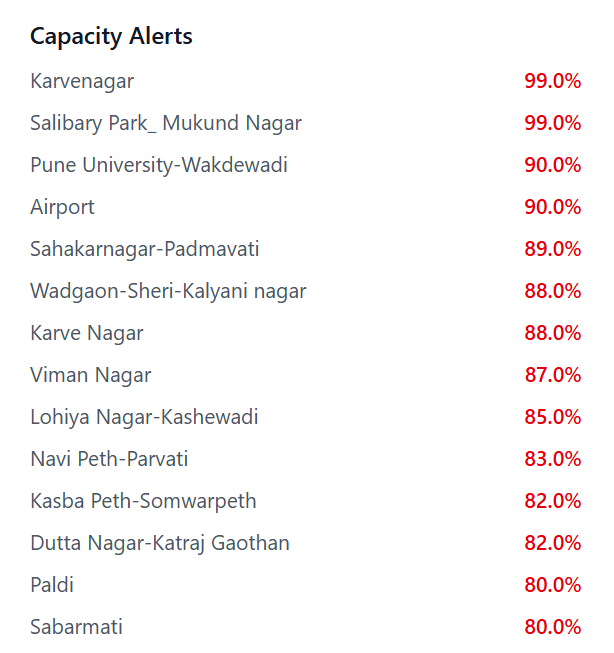 Capacity Alerts
Karvenagar 99.0%
Salibary Park_ Mukund Nagar 99.0%
Pune University-Wakdewadi 90.0%
Airport 90.0%
Sahakarnagar-Padmavati 89.0%
Wadgaon-Sheri-Kalyani nagar 88.0%
Karve Nagar 88.0%
Viman Nagar 87.0%
Lohiya Nagar-Kashewadi 85.0%
Navi Peth-Parvati 83.0%
Kasba Peth-Somwarpeth 82.0%
Dutta Nagar-Katraj Gaothan 82.0%
Paldi 80.0%
Sabarmati 80.0%